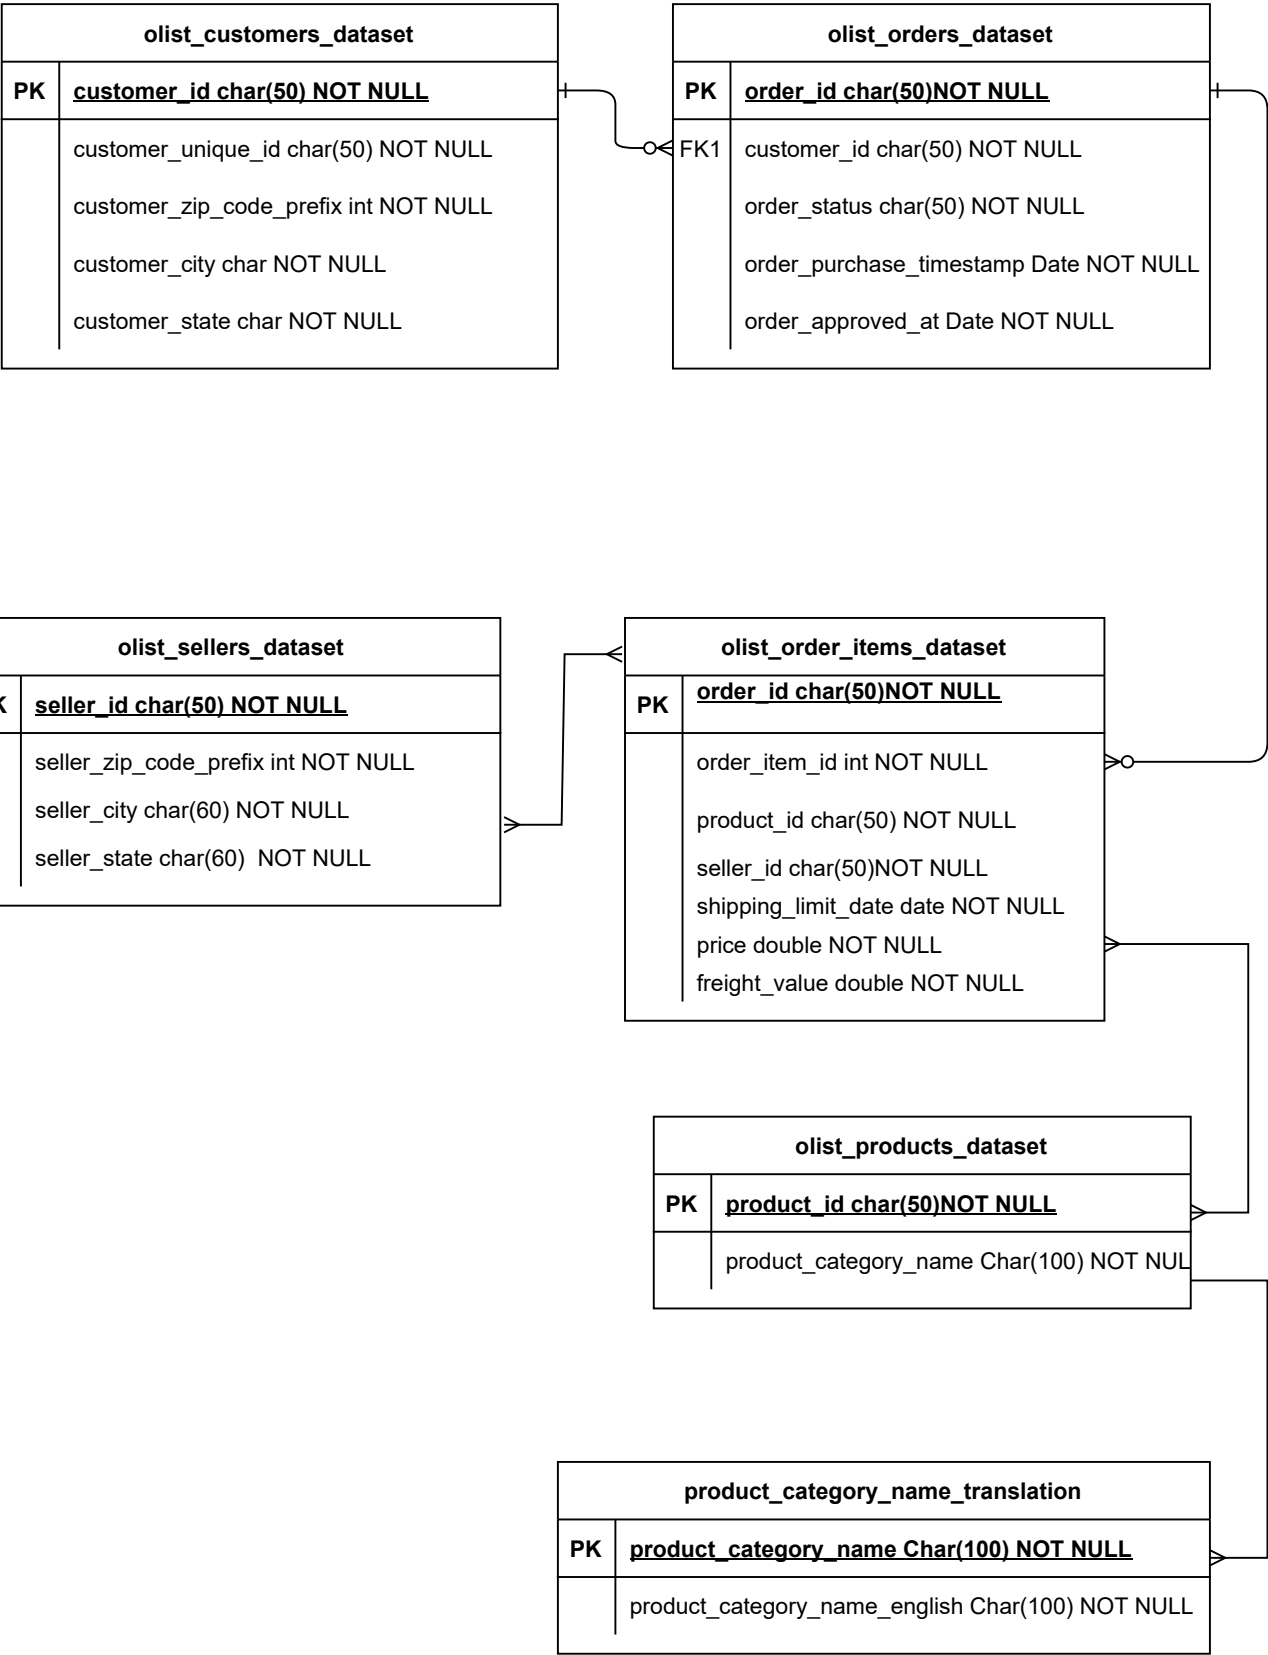 olist_customers_dataset
PK customer_id char(50) NOT NULL
customer_unique_id char(50) NOT NULL
customer_zip_code_prefix int NOT NULL
customer_city char NOT NULL
customer_state char NOT NULL
olist_orders_dataset
PK order_id char(50)NOT NULL
FK1 customer_id char(50) NOT NULL
order_status char(50) NOT NULL
order_purchase_timestamp Date NOT NULL
order_approved_at Date NOT NULL
olist_sellers_dataset
K seller_id char(50) NOT NULL
seller_zip_code_prefix int NOT NULL
seller_city char(60) NOT NULL
seller_state char(60)  NOT NULL
olist_order_items_dataset
PK order_id char(50)NOT NULL
order_item_id int NOT NULL
product_id char(50) NOT NULL
seller_id char(50)NOT NULL
shipping_limit_date date NOT NULL
price double NOT NULL
freight_value double NOT NULL
olist_products_dataset
PK product_id char(50)NOT NULL
product_category_name Char(100) NOT NUL
product_category_name_translation
PK product_category_name Char(100) NOT NULL
product_category_name_english Char(100) NOT NULL